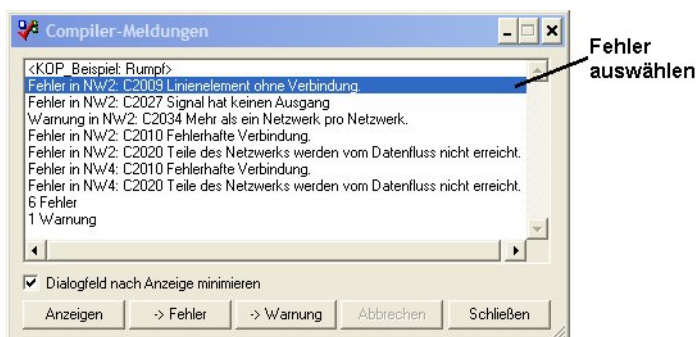 Compiler-Meldungen
<KOP_Beispiel: Rumpf>
Fehler in NW2: C2009 Linienelement ohne Verbindung.
Fehler in NW2: C2027 Signal hat keinen Ausgang
Warnung in NW2: C2034 Mehr als ein Netzwerk pro Netzwerk.
Fehler in NW2: C2010 Fehlerhafte Verbindung.
Fehler in NW2: C2020 Teile des Netzwerks werden vom Datenfluss nicht erreicht.
Fehler in NW4: C2010 Fehlerhafte Verbindung.
Fehler in NW4: C2020 Teile des Netzwerks werden vom Datenfluss nicht erreicht.
6 Fehler
1 Warnung
Dialogfeld nach Anzeige minimieren
Anzeigen
-> Fehler
-> Warnung
Abbrechen
Schließen
Fehler
auswählen